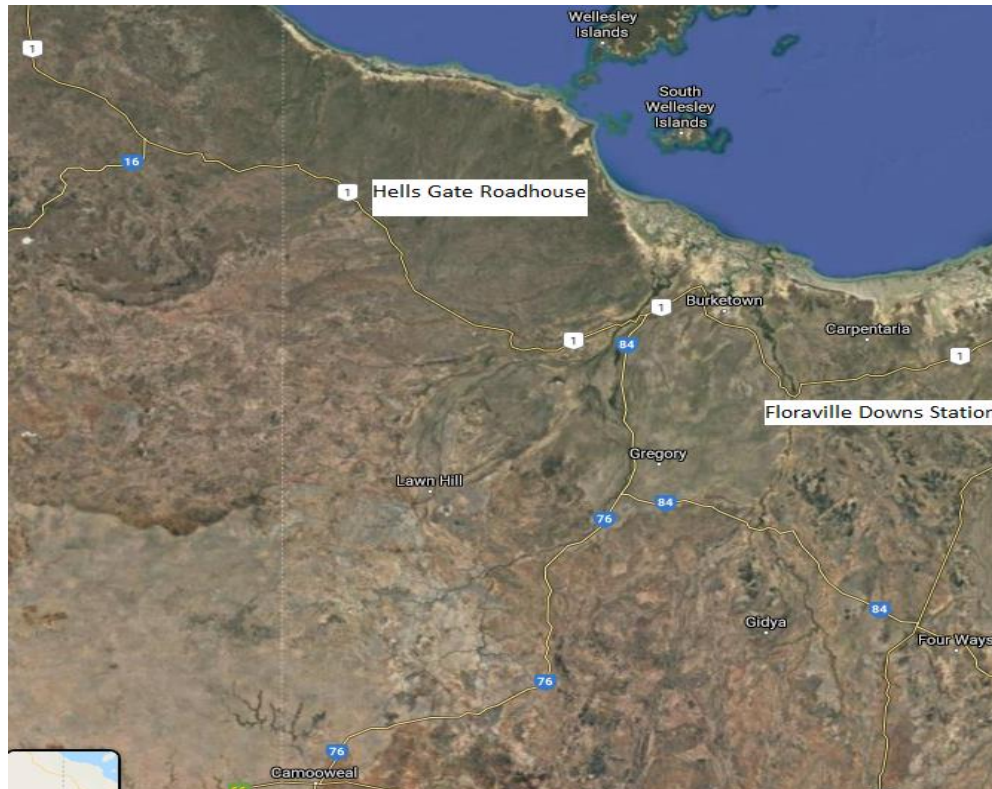 Wellesley
Islands
1
South
Wellesley
Islands
16
1
Hells Gate Roadhouse
1
Burketown
Carpentaria
1
84
1
Floraville Downs Station
Gregory
Lawn Hill
84
76
84
Gidya
Four Ways
76
76
Camooweal